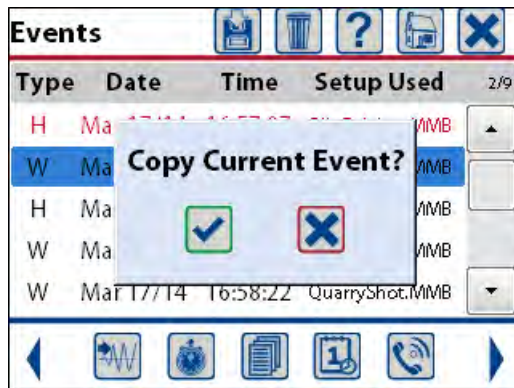 Events
?
Type Date Time Setup Used 2/9
H
W
H
W
W Mar 17/14 16:58:22 QuarryShot.MMB
Copy Current Event?
1